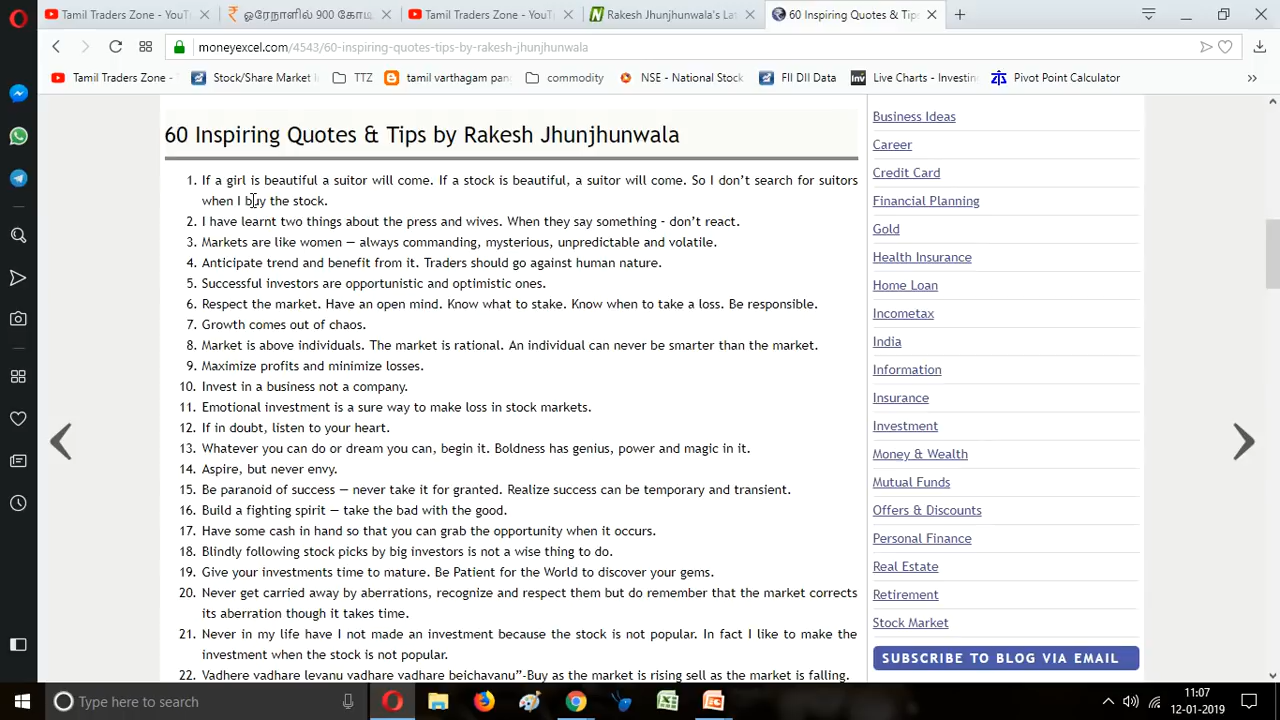 Tamil Traders Zone - YouT
ஒரேநாளில் 900 கோடி
Tamil Traders Zone - YouT
Rakesh Jhunjhunwala's La
60 Inspiring Quotes & Tips
moneyexcel.com/4543/60-inspiring-quotes-tips-by-rakesh-jhunjhunwala
Tamil Traders Zone -
Stock/Share Market
TTZ
tamil varthagam pan
commodity
NSE - National Stock
FII DII Data
Live Charts - Investin
Pivot Point Calculator
60 Inspiring Quotes & Tips by Rakesh Jhunjhunwala
1. If a girl is beautiful a suitor will come. If a stock is beautiful, a suitor will come. So I don’t search for suitors
when I buy the stock.
2. I have learnt two things about the press and wives. When they say something – don’t react.
3. Markets are like women — always commanding, mysterious, unpredictable and volatile.
4. Anticipate trend and benefit from it. Traders should go against human nature.
5. Successful investors are opportunistic and optimistic ones.
6. Respect the market. Have an open mind. Know what to stake. Know when to take a loss. Be responsible.
7. Growth comes out of chaos.
8. Market is above individuals. The market is rational. An individual can never be smarter than the market.
9. Maximize profits and minimize losses.
10. Invest in a business not a company.
11. Emotional investment is a sure way to make loss in stock markets.
12. If in doubt, listen to your heart.
13. Whatever you can do or dream you can, begin it. Boldness has genius, power and magic in it.
14. Aspire, but never envy.
15. Be paranoid of success — never take it for granted. Realize success can be temporary and transient.
16. Build a fighting spirit — take the bad with the good.
17. Have some cash in hand so that you can grab the opportunity when it occurs.
18. Blindly following stock picks by big investors is not a wise thing to do.
19. Give your investments time to mature. Be Patient for the World to discover your gems.
20. Never get carried away by aberrations, recognize and respect them but do remember that the market corrects
its aberration though it takes time.
21. Never in my life have I not made an investment because the stock is not popular. In fact I like to make the
investment when the stock is not popular.
22. Vadhere vadhare levanu vadhare vadhare beichavanu”-Buy as the market is rising sell as the market is falling.
Business Ideas
Career
Credit Card
Financial Planning
Gold
Health Insurance
Home Loan
Incometax
India
Information
Insurance
Investment
Money & Wealth
Mutual Funds
Offers & Discounts
Personal Finance
Real Estate
Retirement
Stock Market
SUBSCRIBE TO BLOG VIA EMAIL
Type here to search
11:07
12-01-2019